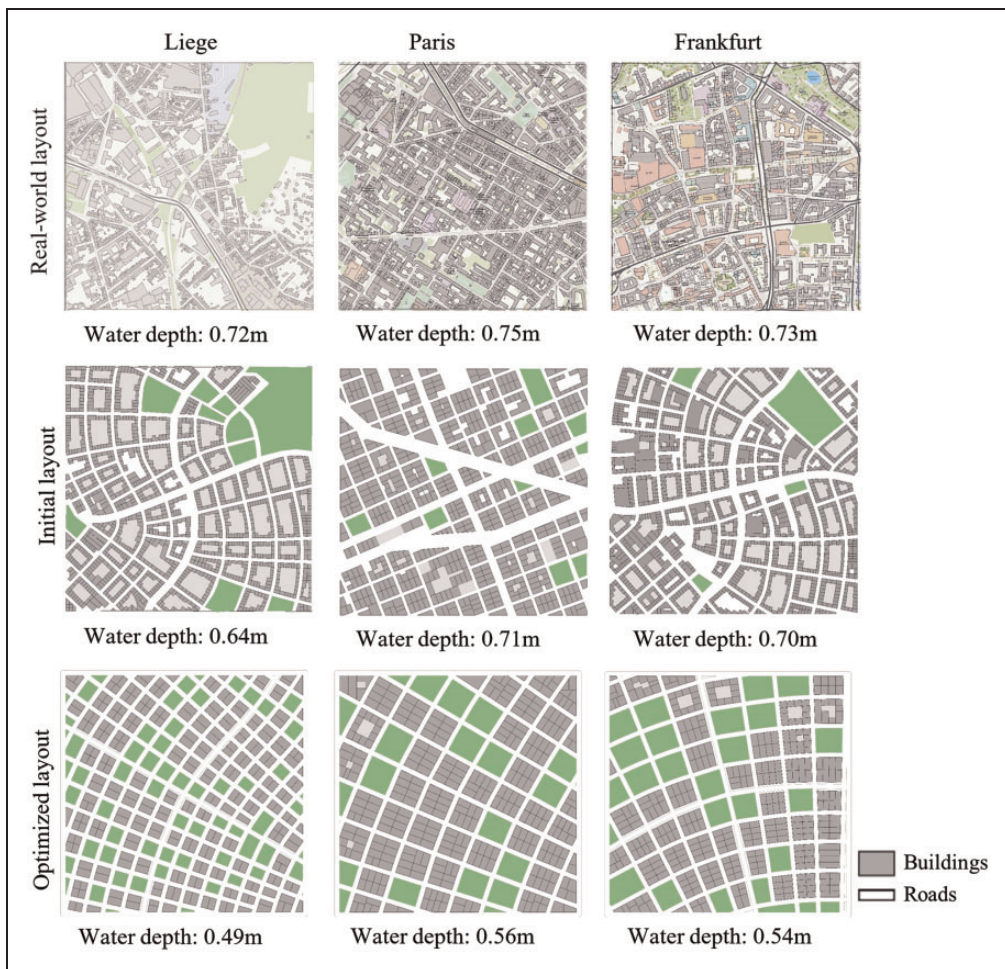 Liege
Paris
Frankfurt
Real-world layout
Water depth: 0.72m
Water depth: 0.75m
Water depth: 0.73m
Initial layout
Water depth: 0.64m
Water depth: 0.71m
Water depth: 0.70m
Optimized layout
Buildings
Roads
Water depth: 0.49m
Water depth: 0.56m
Water depth: 0.54m